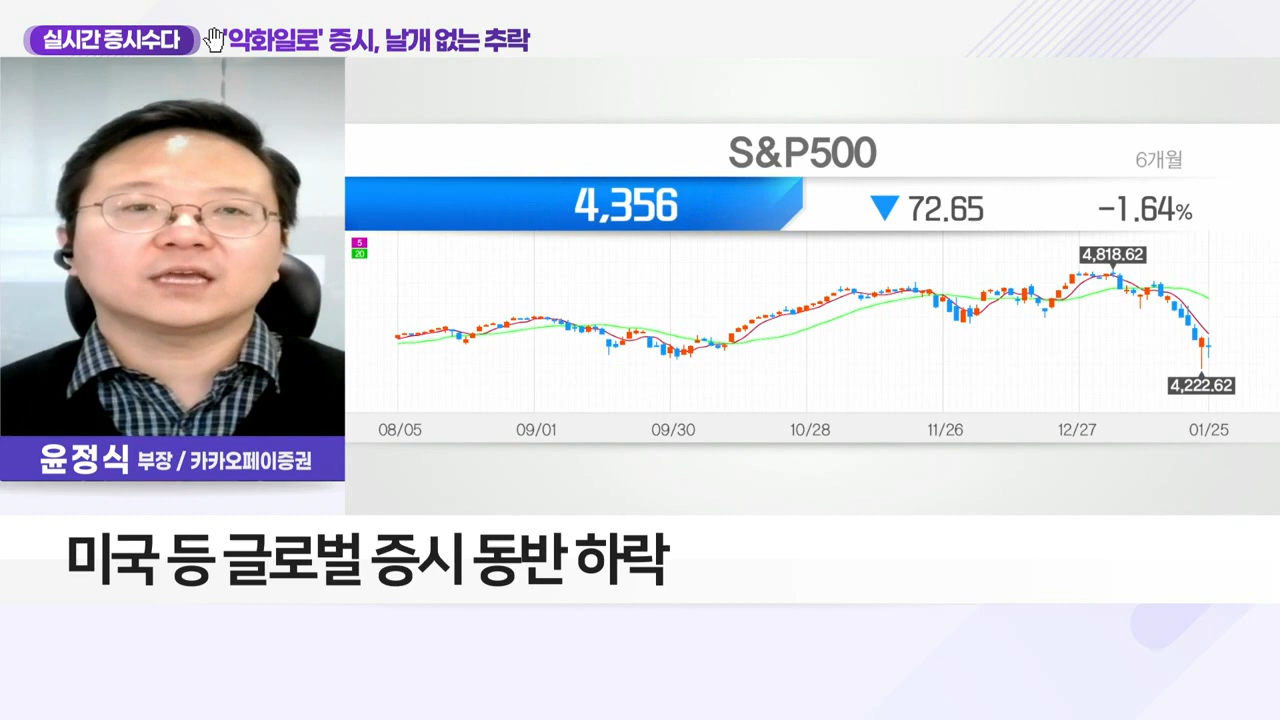 실시간 증시수다
'악화일로' 증시, 날개 없는 추락
S&P500
6개월
4,356
▼ 72.65
-1.64%
5
20
4,818.62
4,222.62
08/05
09/01
09/30
10/28
11/26
12/27
01/25
윤정식 부장 / 카카오페이증권
미국 등 글로벌 증시 동반 하락